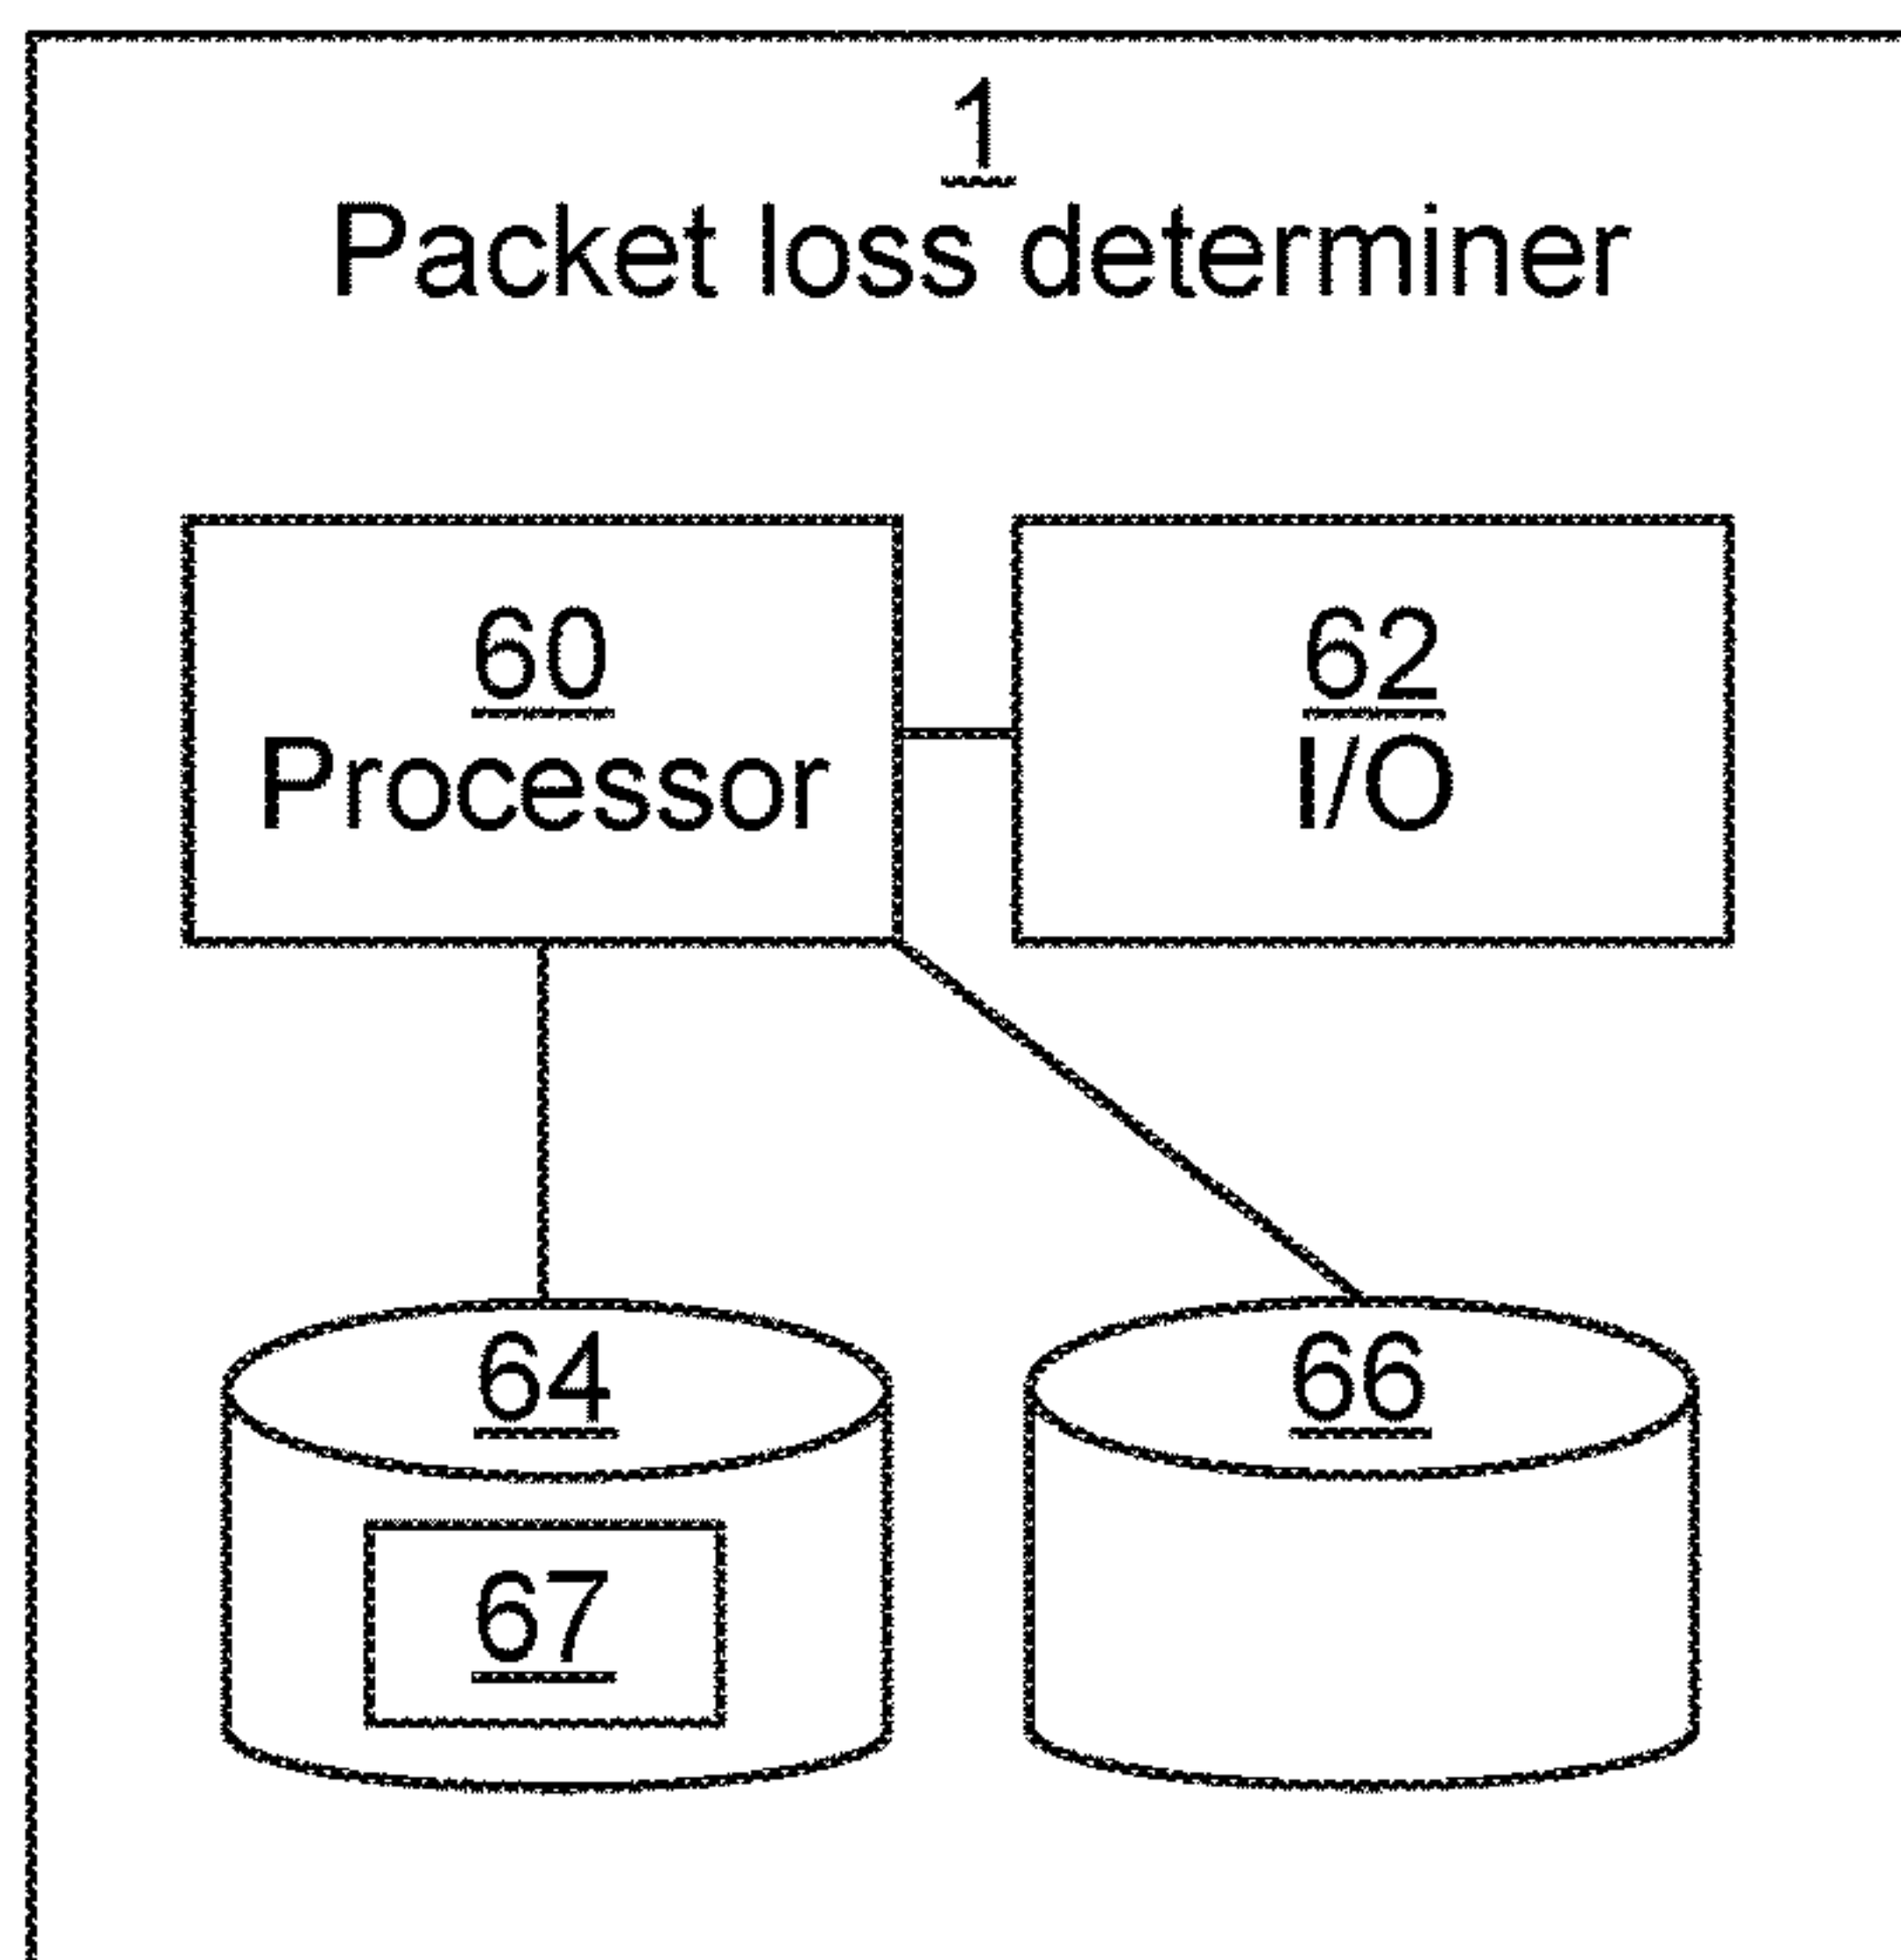 1
Packet loss determiner
60
Processor
62
I/O
64
66
67